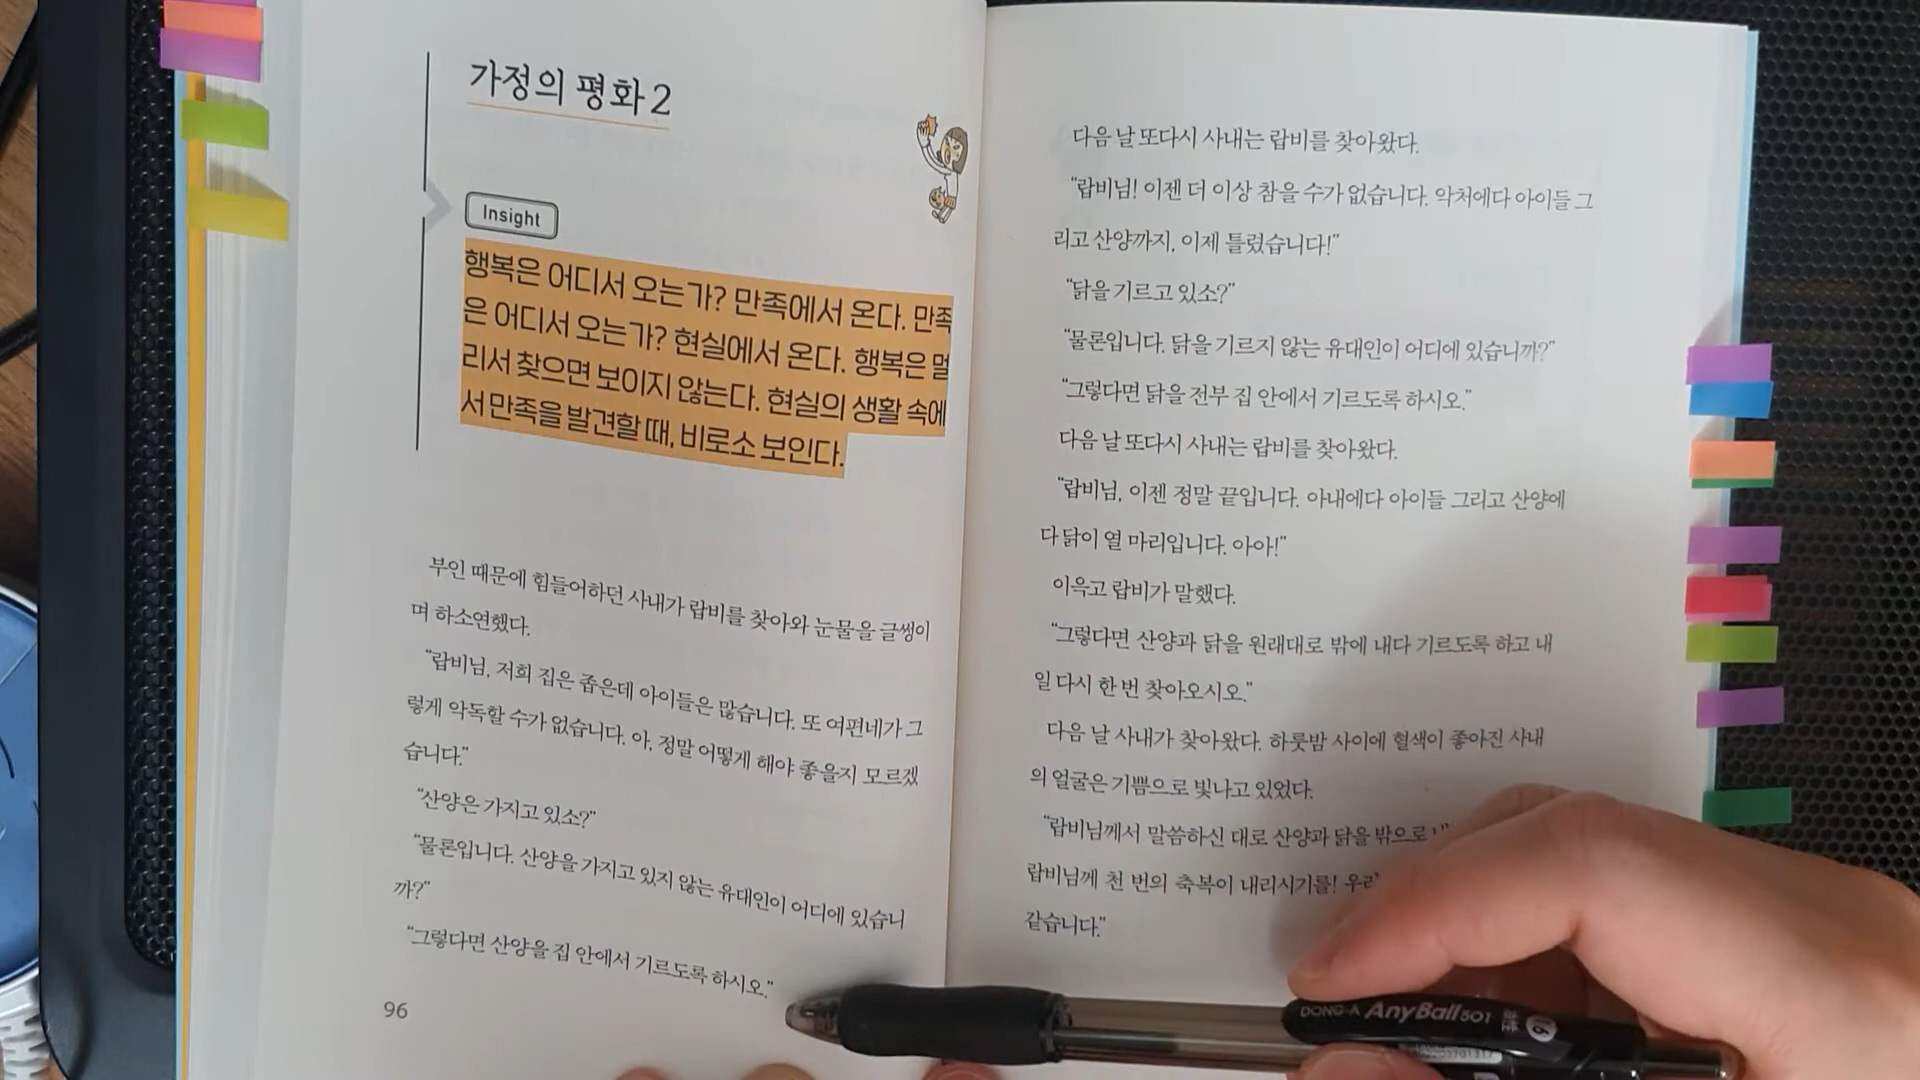 가정의 평화 2
Insight
행복은 어디서 오는가? 만족에서 온다. 만족
은 어디서 오는가? 현실에서 온다. 행복은 멀
리서 찾으면 보이지 않는다. 현실의 생활 속에
서 만족을 발견할 때, 비로소 보인다.
부인 때문에 힘들어하던 사내가 랍비를 찾아와 눈물을 글썽이
며 하소연했다.
“랍비님, 저희 집은 좁은데 아이들은 많습니다. 또 여편네가 그
렇게 악독할 수가 없습니다. 아, 정말 어떻게 해야 좋을지 모르겠
습니다.”
“산양은 가지고 있소?”
“물론입니다. 산양을 가지고 있지 않는 유대인이 어디에 있습니
까?”
“그렇다면 산양을 집 안에서 기르도록 하시오.”
96
다음 날 또다시 사내는 랍비를 찾아왔다.
“랍비님! 이젠 더 이상 참을 수가 없습니다. 악처에다 아이들 그
리고 산양까지, 이제 틀렸습니다!”
“닭을 기르고 있소?”
“물론입니다. 닭을 기르지 않는 유대인이 어디에 있습니까?”
“그렇다면 닭을 전부 집 안에서 기르도록 하시오.”
다음 날 또다시 사내는 랍비를 찾아왔다.
“랍비님, 이젠 정말 끝입니다. 아내에다 아이들 그리고 산양에
다 닭이 열 마리입니다. 아아!”
이윽고 랍비가 말했다.
“그렇다면 산양과 닭을 원래대로 밖에 내다 기르도록 하고 내
일 다시 한 번 찾아오시오.”
다음 날 사내가 찾아왔다. 하룻밤 사이에 혈색이 좋아진 사내
의 얼굴은 기쁨으로 빛나고 있었다.
“랍비님께서 말씀하신 대로 산양과 닭을 밖으로
랍비님께 천 번의 축복이 내리시기를!
같습니다.”
DONG-A AnyBall 501